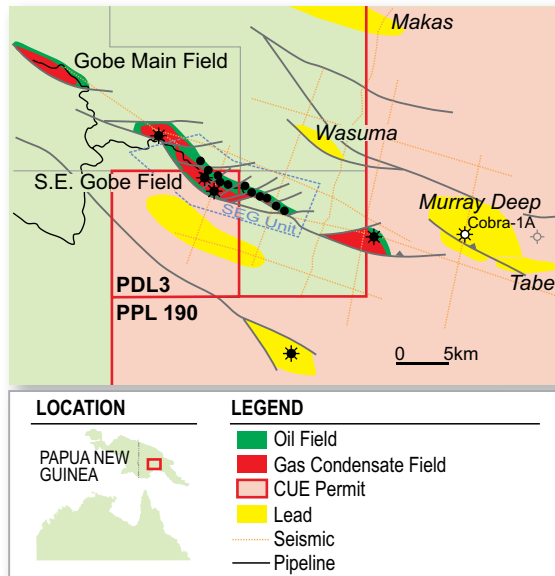 Makas
Gobe Main Field
Wasuma
S.E. Gobe Field
Murray Deep
Cobra-1A
SEG Unit
Tabe
PDL3
PPL 190
0 5km
LOCATION
PAPUA NEW
GUINEA
LEGEND
Oil Field
Gas Condensate Field
CUE Permit
Lead
Seismic
Pipeline